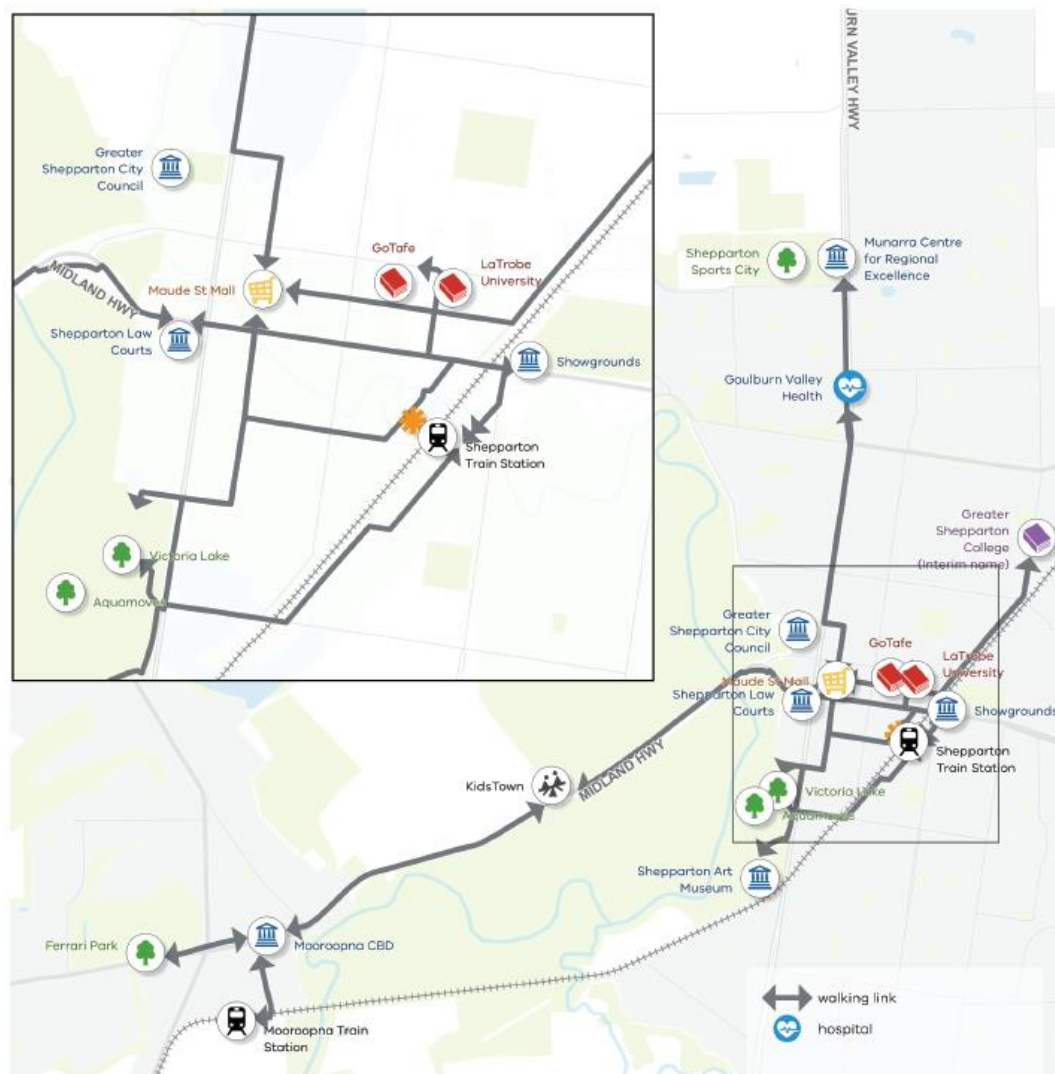 Greater
Shepparton City
Council
MIDLAND HWY
Maude St Mall
GoTafe
LaTrobe
University
Shepparton Law
Courts
Showgrounds
Shepparton
Train Station
Victoria Lake
Aquamoves
URN VALLEY HWY
Shepparton
Sports City
Munarra Centre
for Regional
Excellence
Goulburn Valley
Health
Greater
Shepparton
College
(Interim name)
Greater
Shepparton City
Council
GoTafe
LaTrobe
University
Maude St Mall
Shepparton Law
Courts
Showgrounds
Shepparton
Train Station
MIDLAND HWY
KidsTown
Victoria Lake
Aquamoves
Shepparton Art
Museum
Ferrari Park
Mooroopna CBD
Mooroopna Train
Station
walking link
hospital